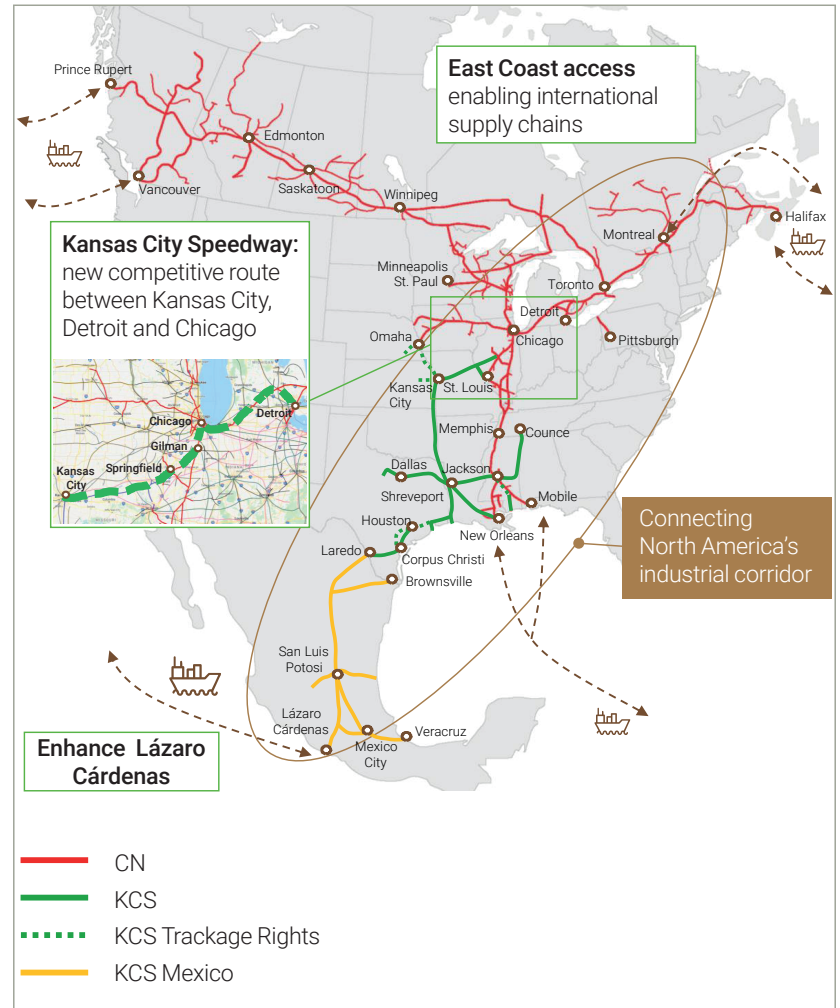 Prince Rupert
East Coast access
enabling international
supply chains
Edmonton
Vancouver
Saskatoon
Winnipeg
Halifax
Montreal
Kansas City Speedway:
new competitive route
between Kansas City,
Detroit and Chicago
Minneapolis
St. Paul
Toronto
Detroit
Omaha
Chicago
Pittsburgh
Kansas
City
St. Louis
Chicago
Detroit
Gilman
Springfield
Kansas
City
Memphis
Counce
Dallas
Jackson
Shreveport
Mobile
Houston
New Orleans
Connecting
North America's
industrial corridor
Laredo
Corpus Christi
Brownsville
San Luis
Potosi
Lázaro
Cárdenas
Mexico
City
Veracruz
Enhance Lázaro
Cárdenas
CN
KCS
KCS Trackage Rights
KCS Mexico